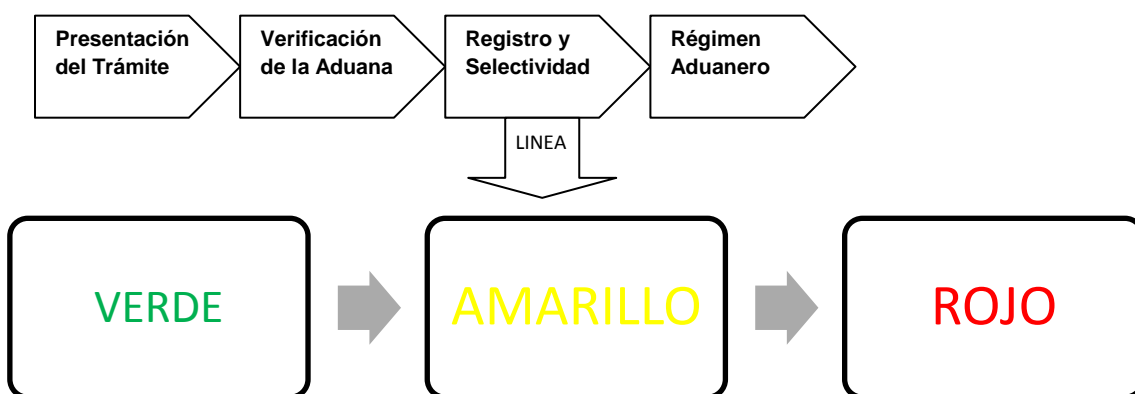 Presentación
del Trámite
Verificación
de la Aduana
Registro y
Selectividad
Régimen
Aduanero
LINEA
VERDE
AMARILLO
ROJO